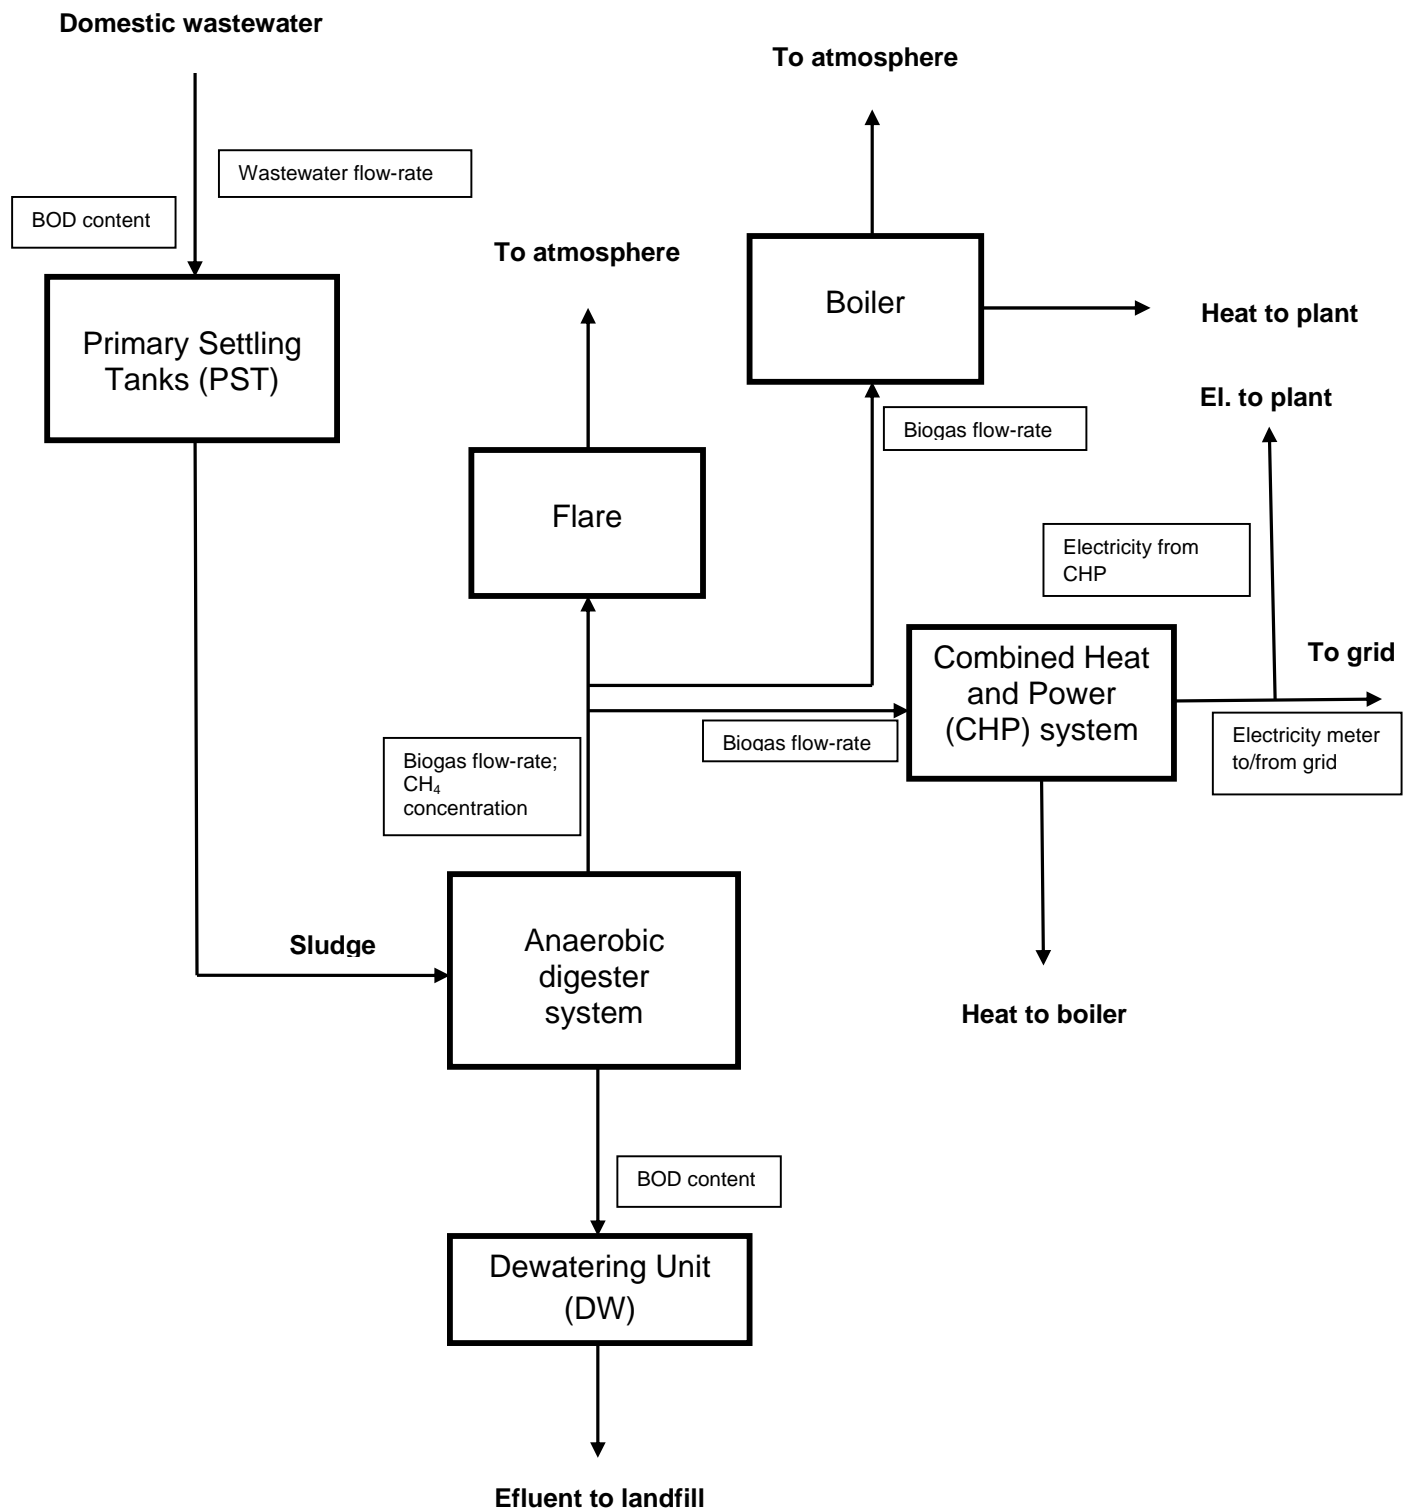 Domestic wastewater
To atmosphere
Wastewater flow-rate
BOD content
To atmosphere
Boiler
Heat to plant
Primary Settling
Tanks (PST)
El. to plant
Biogas flow-rate
Flare
Electricity from
CHP
Combined Heat
and Power
(CHP) system
To grid
Biogas flow-rate
Electricity meter
to/from grid
Biogas flow-rate;
CH₄
concentration
Sludge
Anaerobic
digester
system
Heat to boiler
BOD content
Dewatering Unit
(DW)
Efluent to landfill